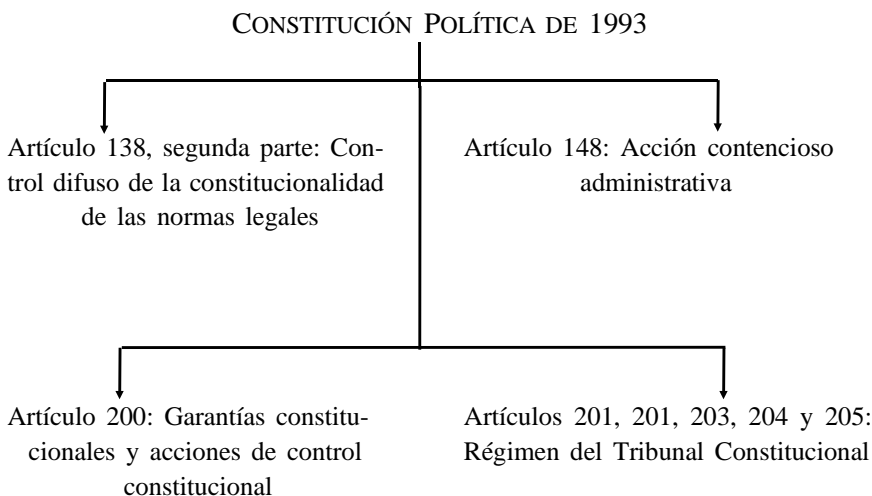 CONSTITUCIÓN POLÍTICA DE 1993
Artículo 138, segunda parte: Con-
trol difuso de la constitucionalidad
de las normas legales
Artículo 148: Acción contencioso
administrativa
Artículo 200: Garantías constitu-
cionales y acciones de control
constitucional
Artículos 201, 201, 203, 204 y 205:
Régimen del Tribunal Constitucional